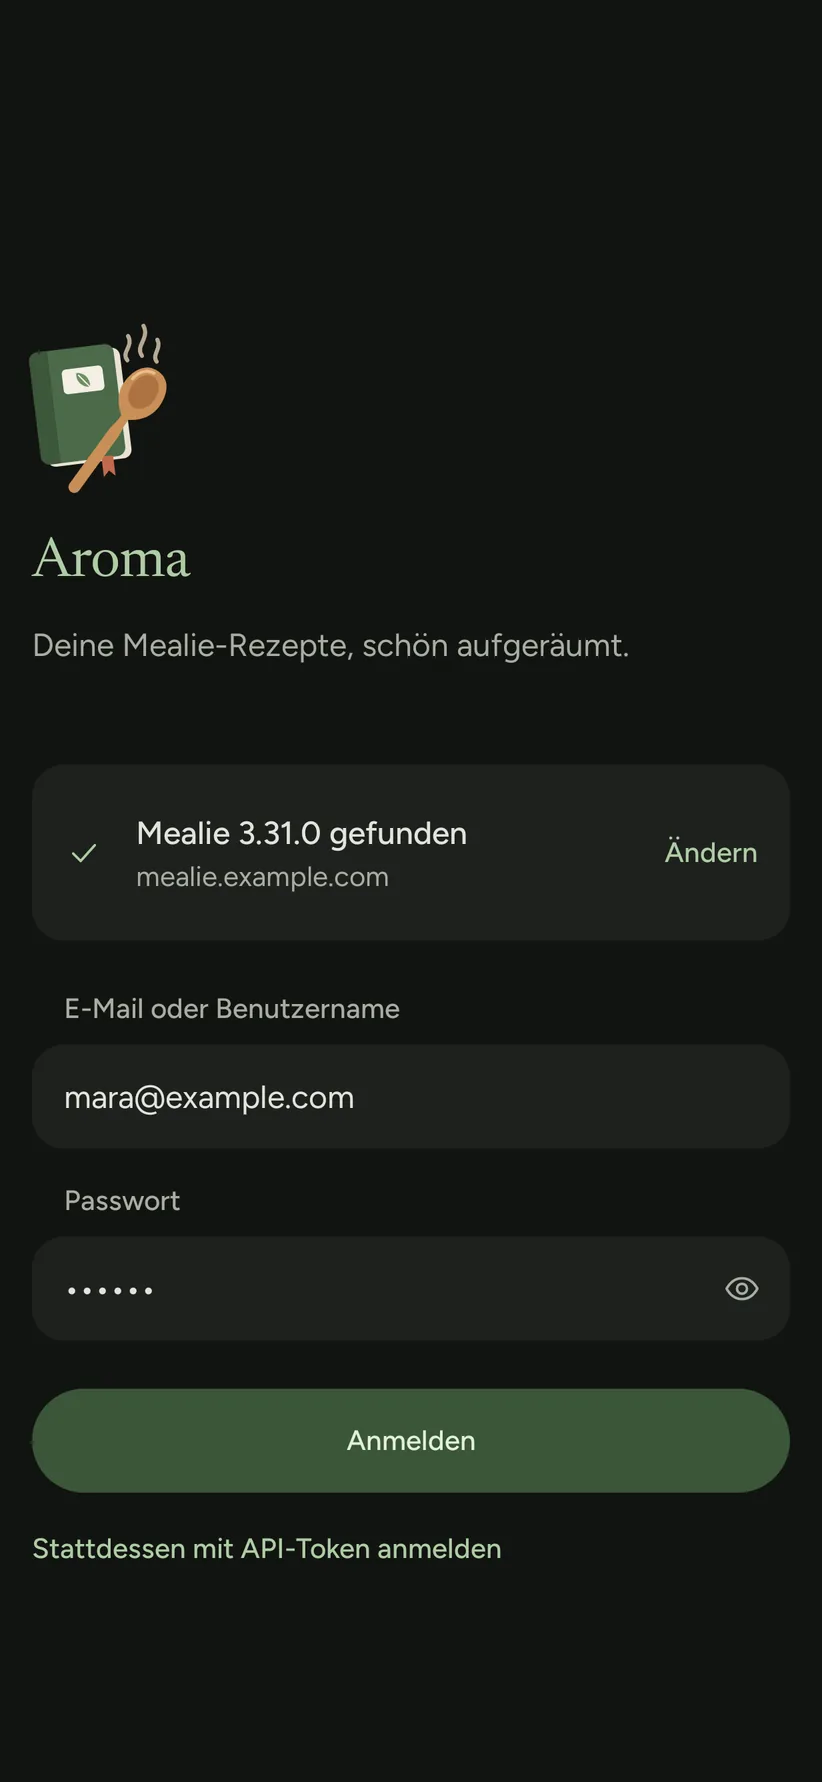 Aroma
Deine Mealie-Rezepte, schön aufgeräumt.
Mealie 3.31.0 gefunden
mealie.example.com
Ändern
E-Mail oder Benutzername
mara@example.com
Passwort
••••••
Anmelden
Stattdessen mit API-Token anmelden